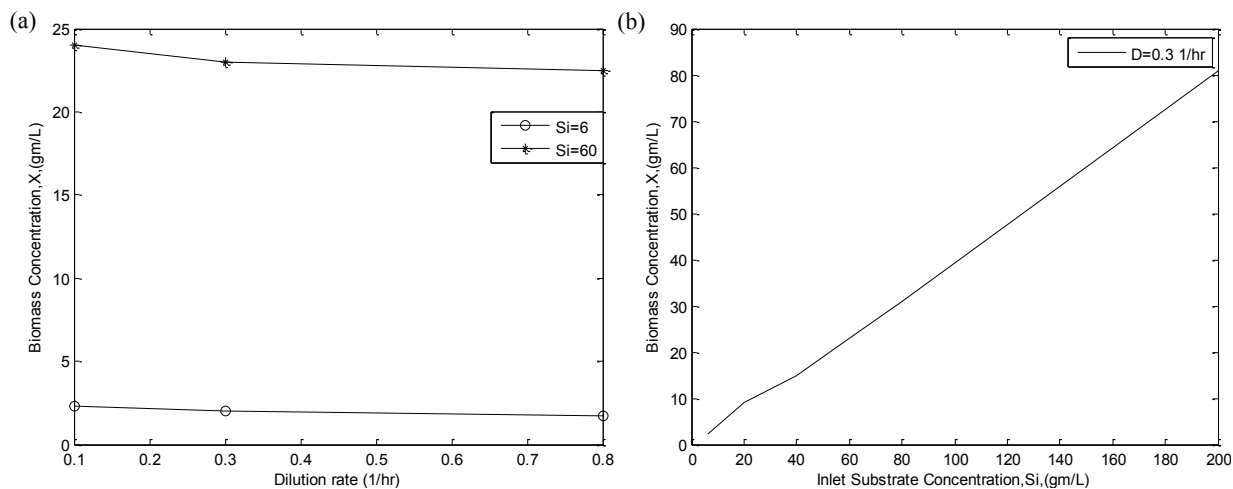 (a)
25
20
15
10
5
0
Biomass Concentration,X,(gm/L)
Si=6
Si=60
0.1 0.2 0.3 0.4 0.5 0.6 0.7 0.8
Dilution rate (1/hr)
(b)
90
80
70
60
50
40
30
20
10
0
Biomass Concentration,X,(gm/L)
D=0.3 1/hr
0 20 40 60 80 100 120 140 160 180 200
Inlet Substrate Concentration,Si,(gm/L)